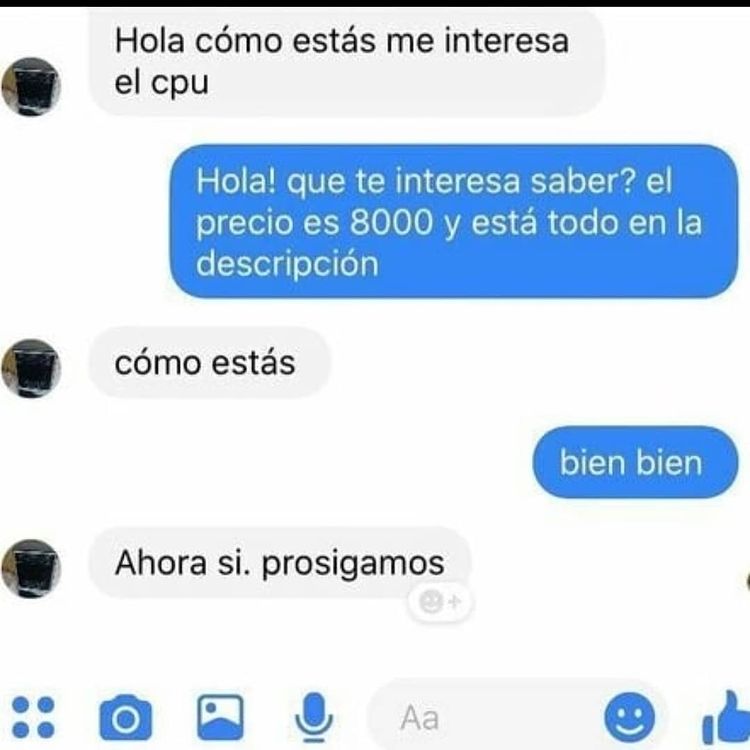 Hola cómo estás me interesa
el cpu
Hola! que te interesa saber? el
precio es 8000 y está todo en la
descripción
cómo estás
bien bien
Ahora si. prosigamos
Aa